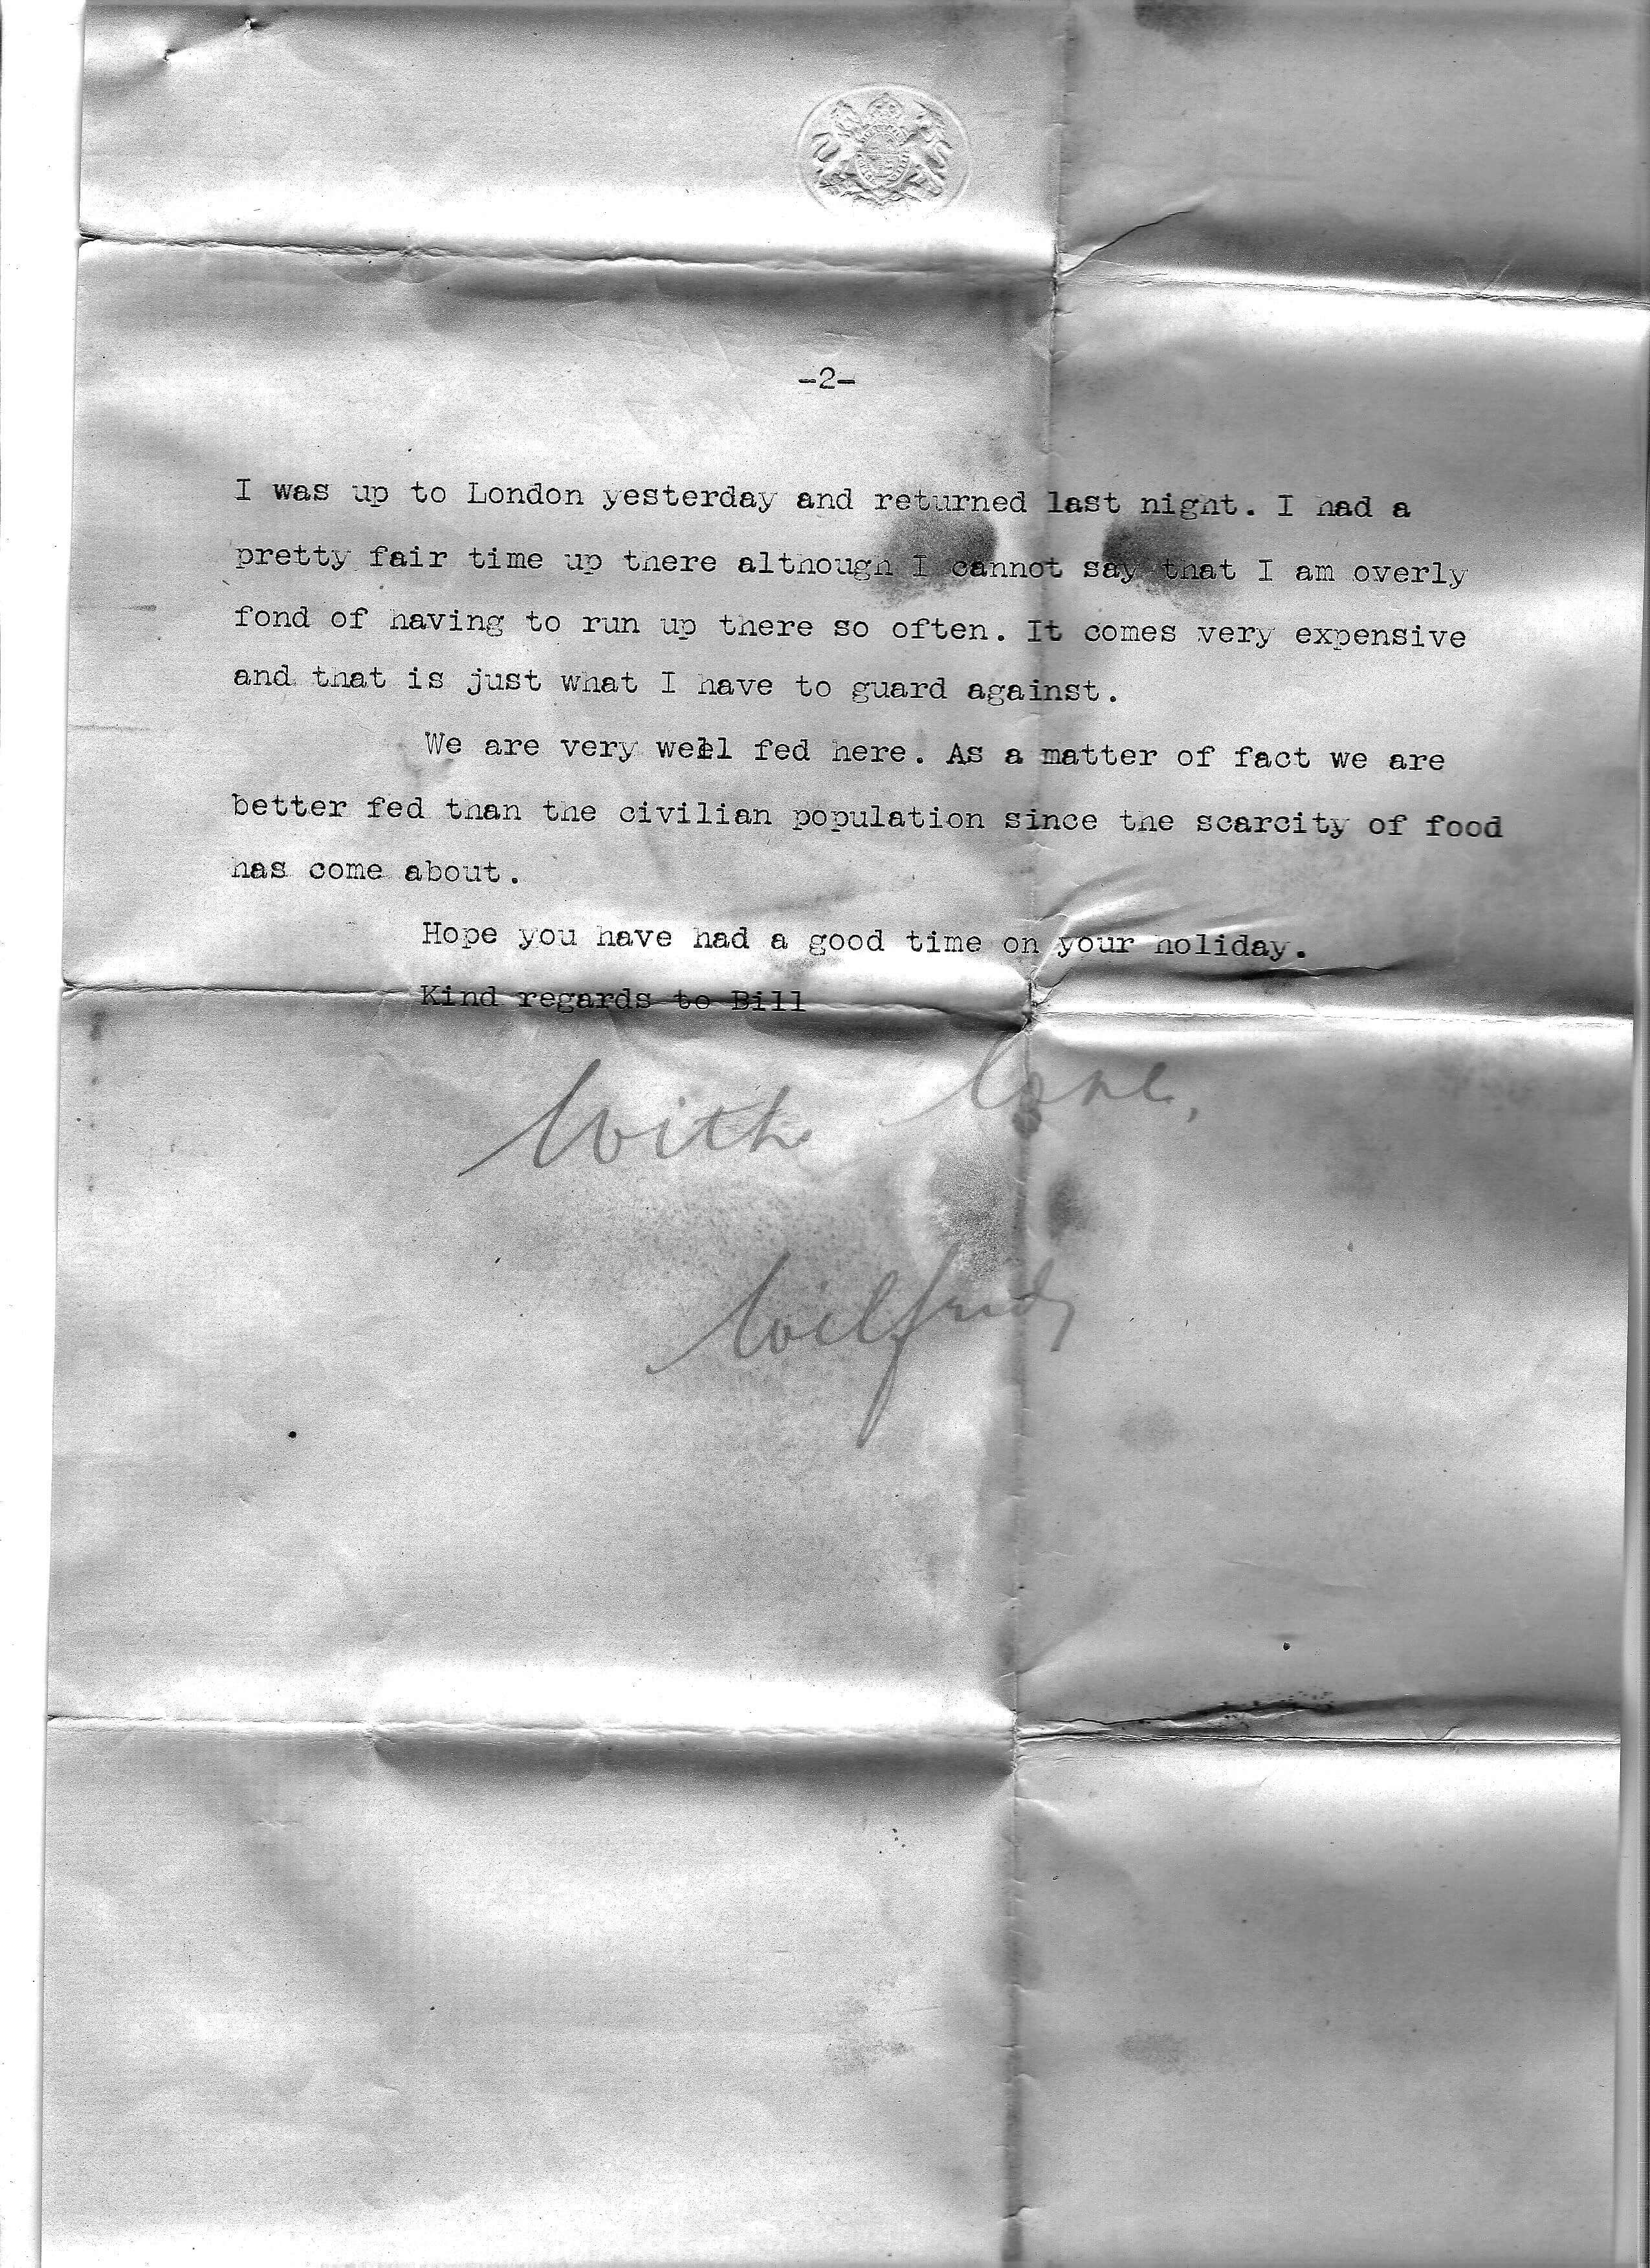 -2-
I was up to London yesterday and returned last night. I had a
pretty fair time up there although I cannot say that I am overly
fond of having to run up there so often. It comes very expensive
and that is just what I have to guard against.
We are very well fed here. As a matter of fact we are
better fed than the civilian population since the scarcity of food
has come about.
Hope you have had a good time on your holiday.
Kind regards to Bill
With love,
Wilfrid